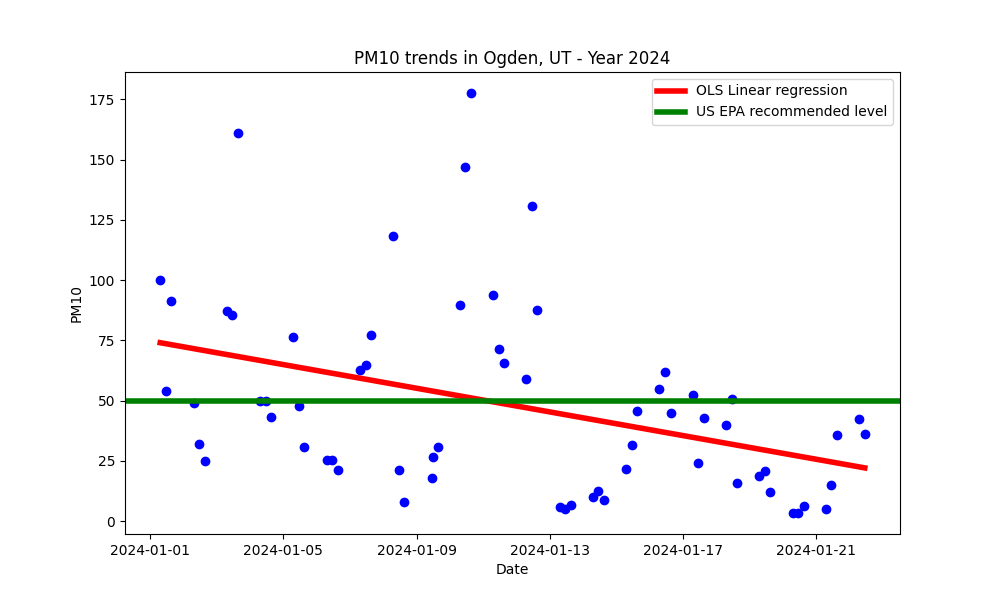 PM10 trends in Ogden, UT - Year 2024
OLS Linear regression
US EPA recommended level
175
150
125
100
75
50
25
0
PM10
2024-01-01
2024-01-05
2024-01-09
2024-01-13
2024-01-17
2024-01-21
Date